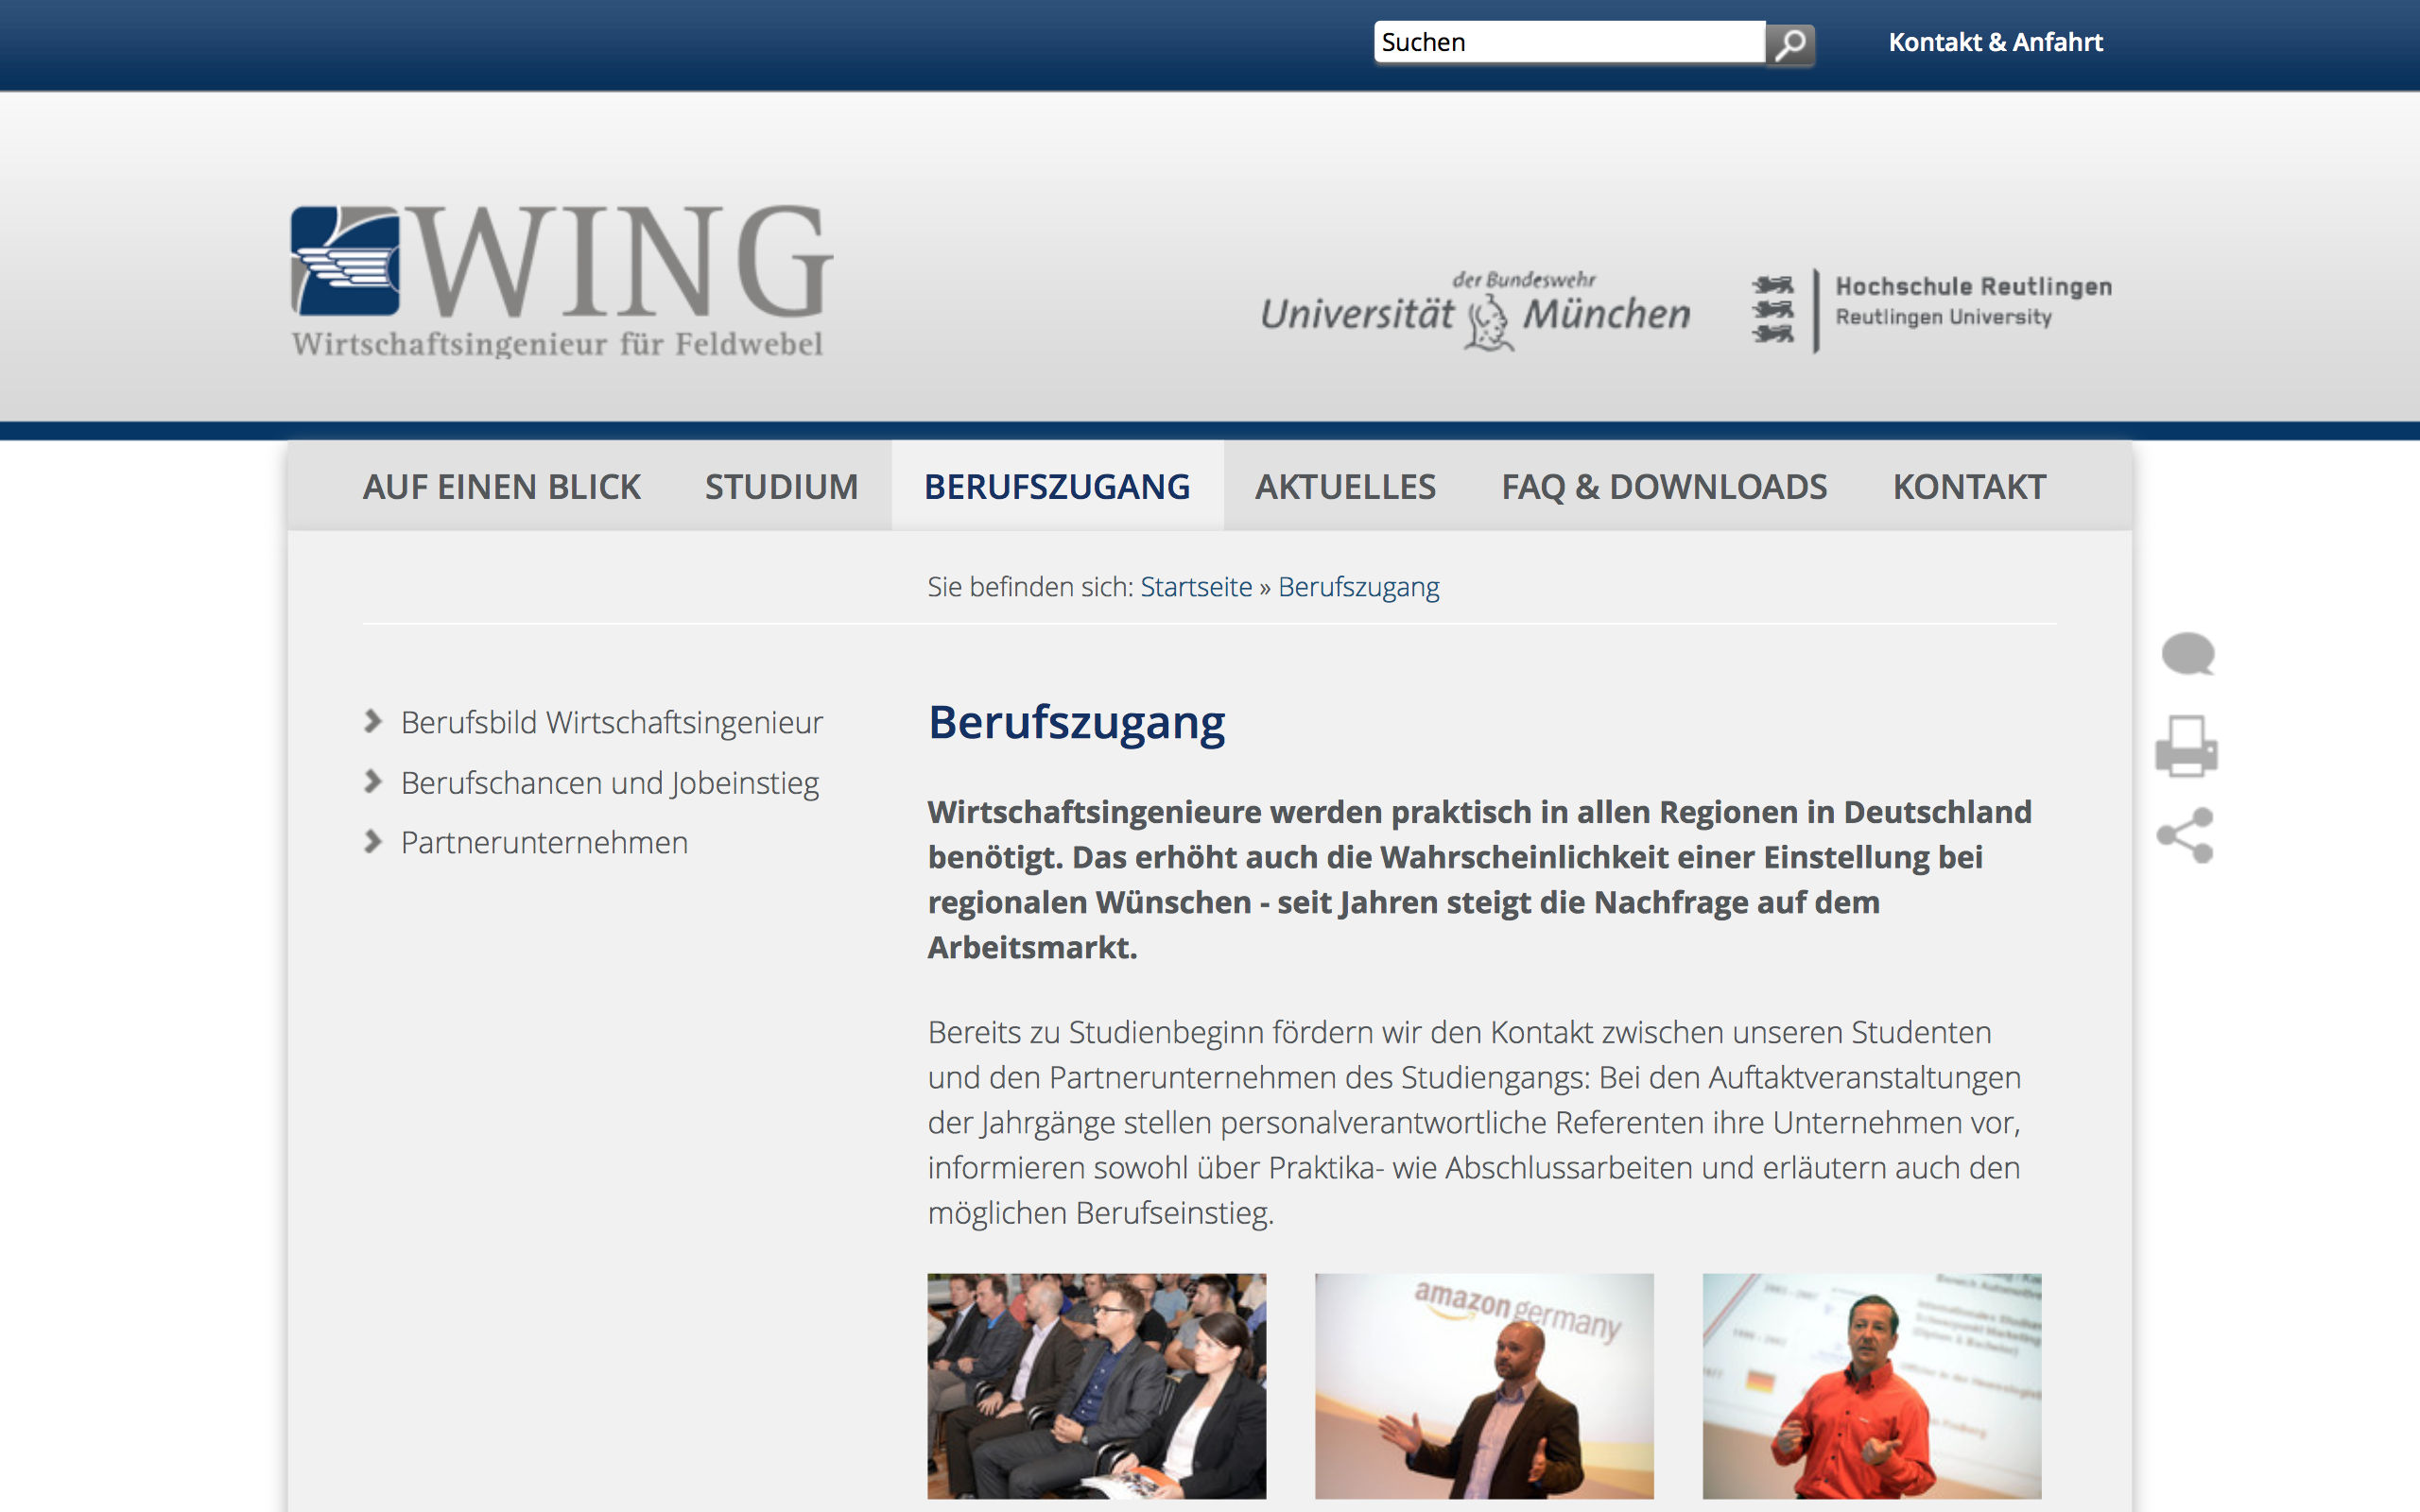 Suchen
Kontakt & Anfahrt
WING
Wirtschaftsingenieur für Feldwebel
der Bundeswehr
Universität München
Hochschule Reutlingen
Reutlingen University
AUF EINEN BLICK STUDIUM BERUFSZUGANG AKTUELLES FAQ & DOWNLOADS KONTAKT
Sie befinden sich: Startseite » Berufszugang
Berufsbild Wirtschaftsingenieur
Berufschancen und Jobeinstieg
Partnerunternehmen
Berufszugang
Wirtschaftsingenieure werden praktisch in allen Regionen in Deutschland
benötigt. Das erhöht auch die Wahrscheinlichkeit einer Einstellung bei
regionalen Wünschen - seit Jahren steigt die Nachfrage auf dem
Arbeitsmarkt.
Bereits zu Studienbeginn fördern wir den Kontakt zwischen unseren Studenten
und den Partnerunternehmen des Studiengangs: Bei den Auftaktveranstaltungen
der Jahrgänge stellen personalverantwortliche Referenten ihre Unternehmen vor,
informieren sowohl über Praktika- wie Abschlussarbeiten und erläutern auch den
möglichen Berufseinstieg.
amazon germany